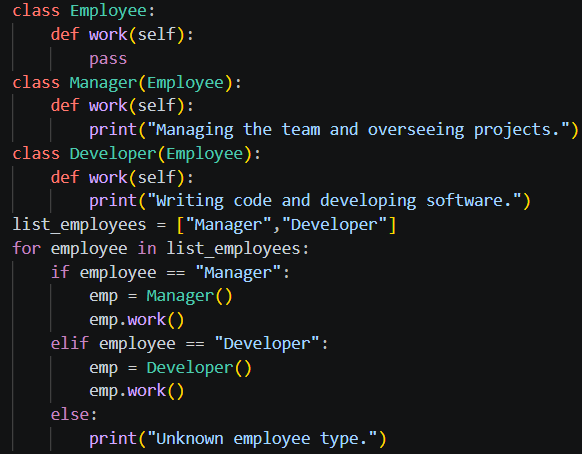 class Employee:
    def work(self):
        pass
class Manager(Employee):
    def work(self):
        print("Managing the team and overseeing projects.")
class Developer(Employee):
    def work(self):
        print("Writing code and developing software.")
list_employees = ["Manager","Developer"]
for employee in list_employees:
    if employee == "Manager":
        emp = Manager()
        emp.work()
    elif employee == "Developer":
        emp = Developer()
        emp.work()
    else:
        print("Unknown employee type.")